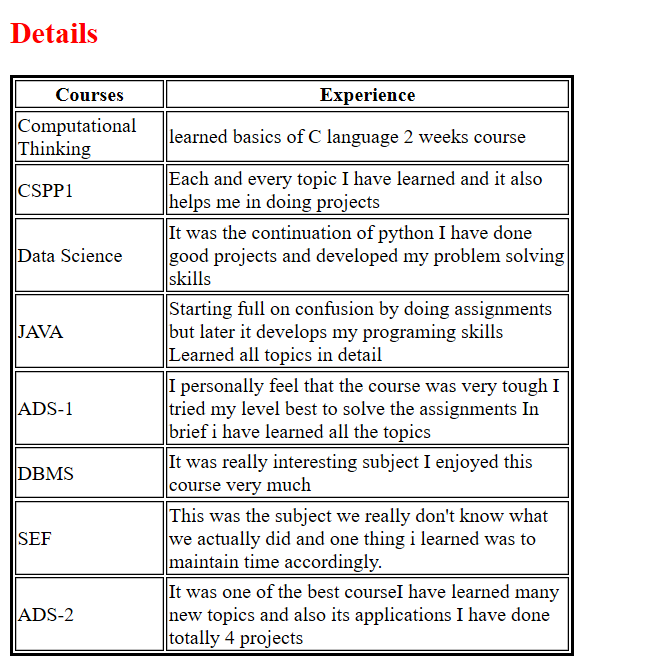 Details
Courses Experience
Computational
Thinking
learned basics of C language 2 weeks course
CSPP1
Each and every topic I have learned and it also
helps me in doing projects
Data Science
It was the continuation of python I have done
good projects and developed my problem solving
skills
JAVA
Starting full on confusion by doing assignments
but later it develops my programing skills
Learned all topics in detail
ADS-1
I personally feel that the course was very tough I
tried my level best to solve the assignments In
brief i have learned all the topics
DBMS
It was really interesting subject I enjoyed this
course very much
SEF
This was the subject we really don't know what
we actually did and one thing i learned was to
maintain time accordingly.
ADS-2
It was one of the best courseI have learned many
new topics and also its applications I have done
totally 4 projects